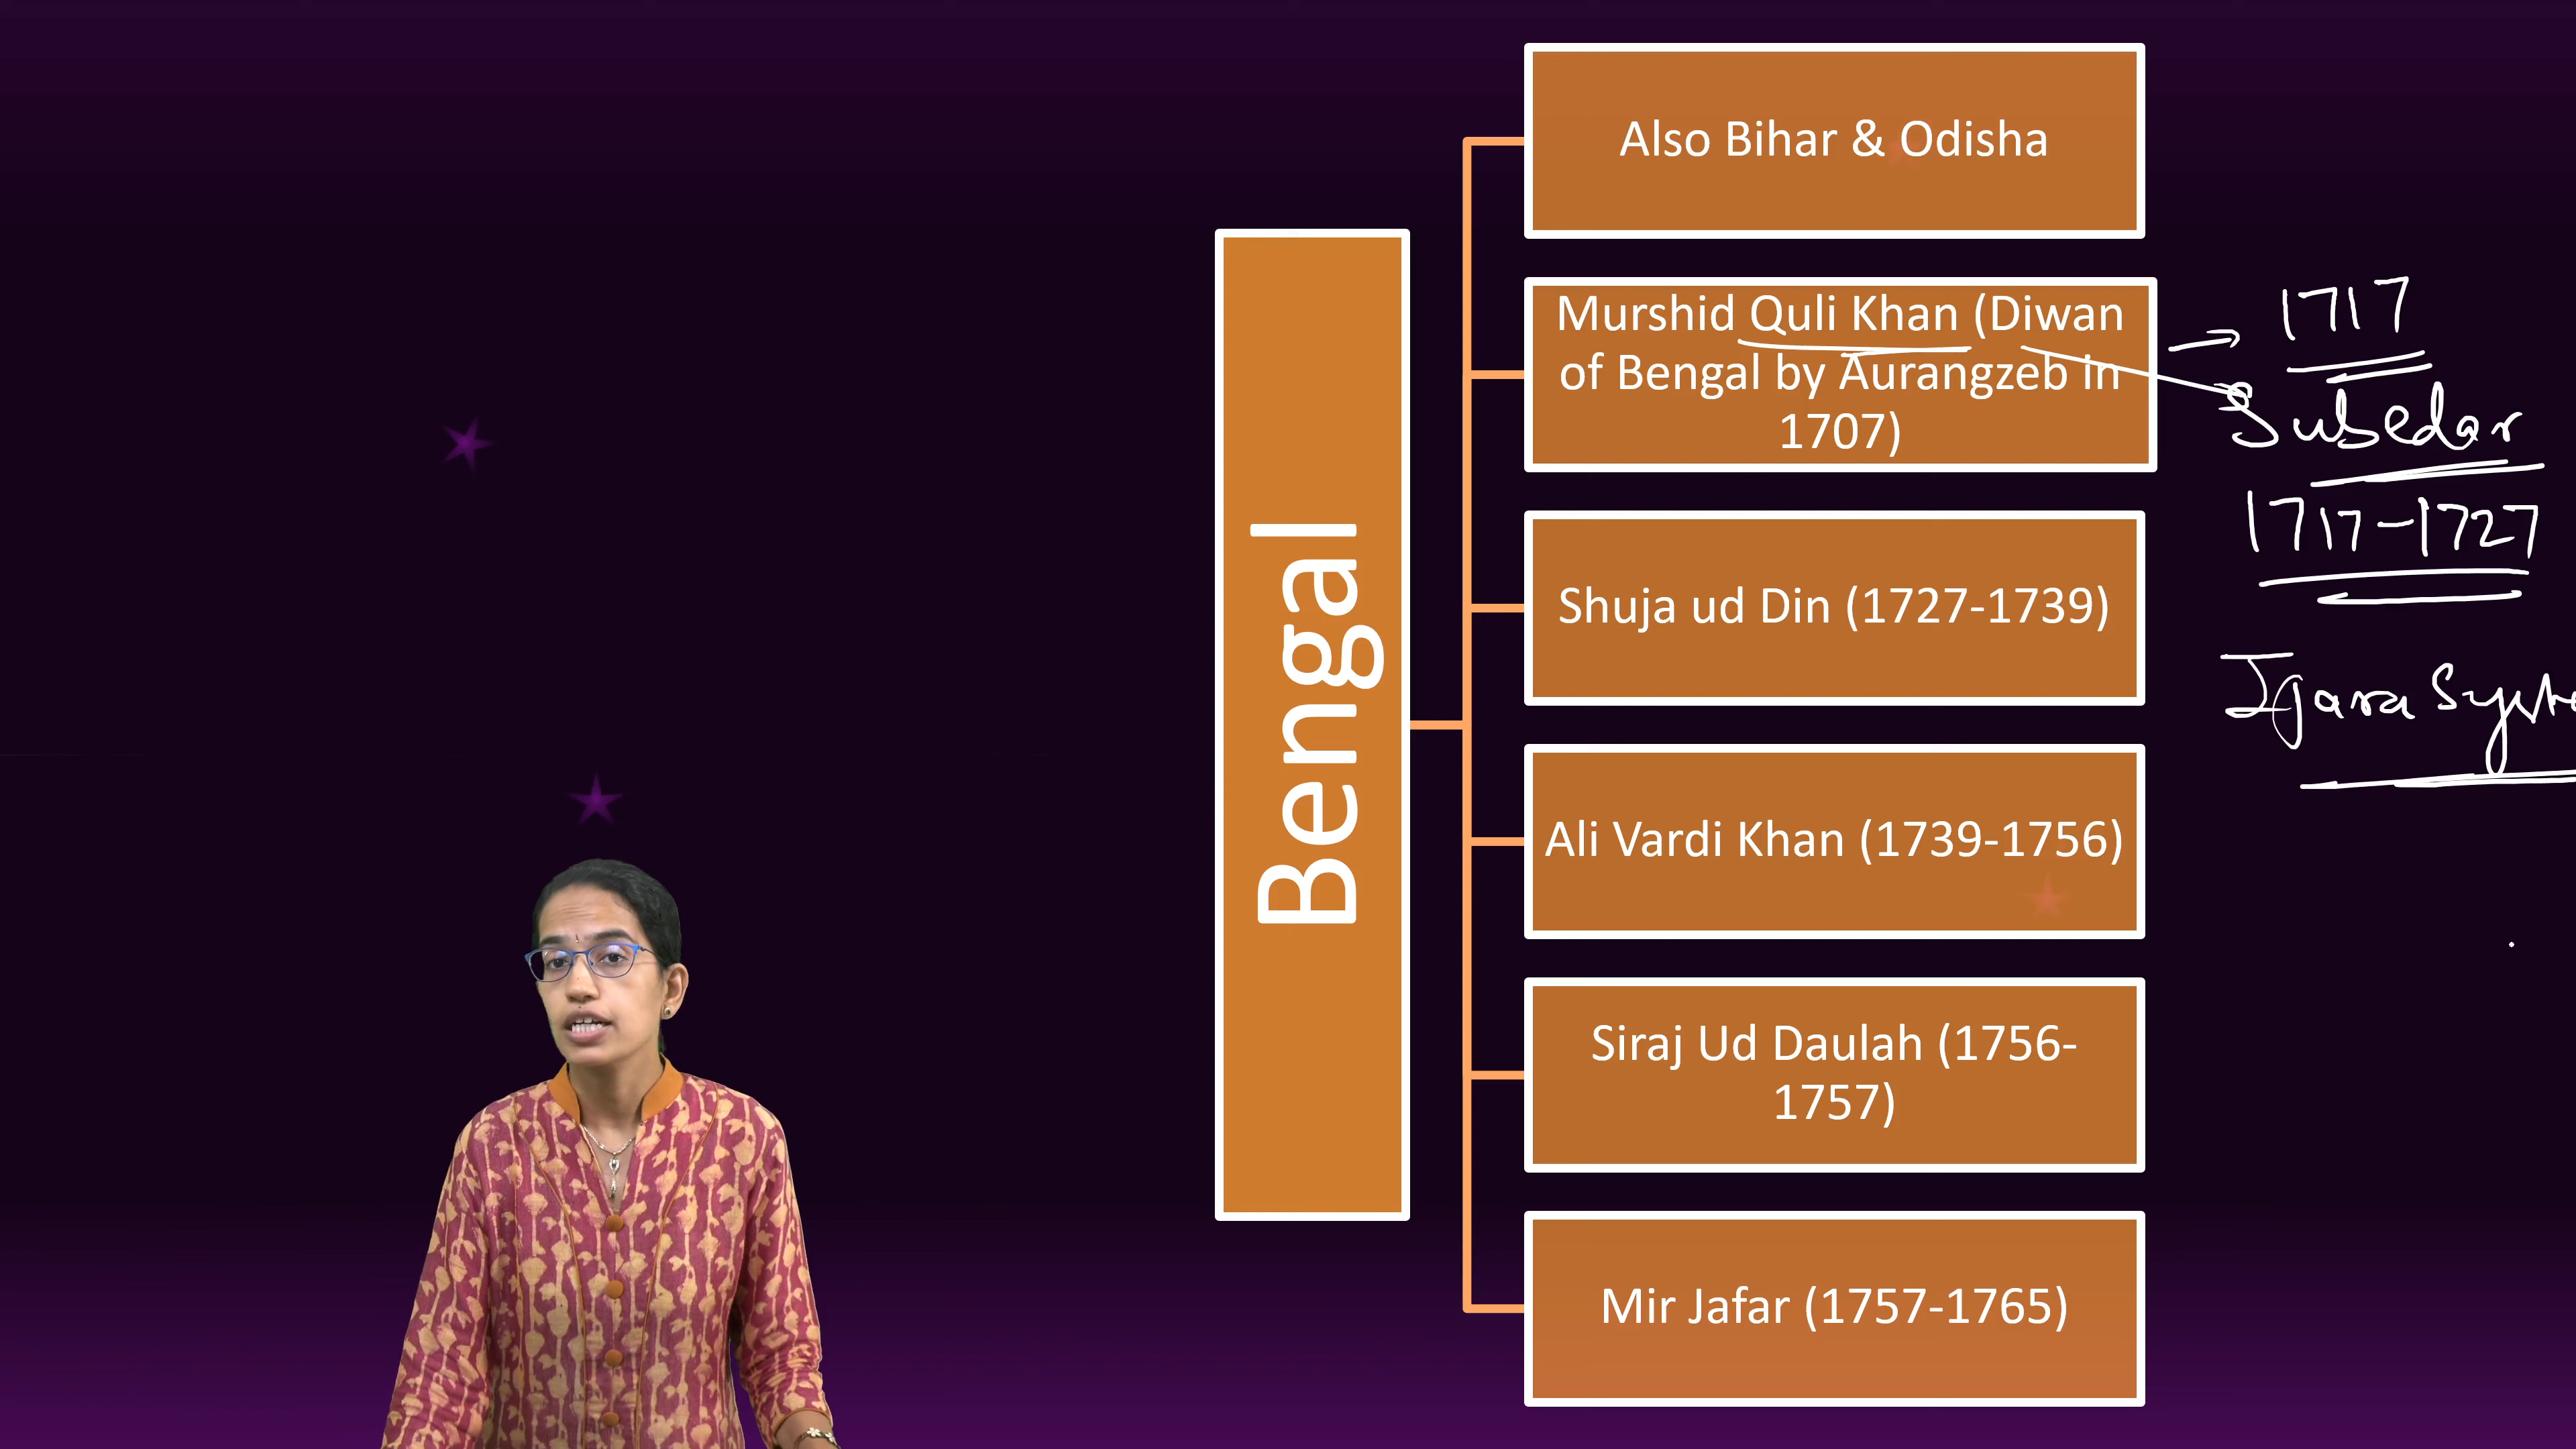 Bengal
Also Bihar & Odisha
Murshid Quli Khan (Diwan
of Bengal by Aurangzeb in
1707)
Shuja ud Din (1727-1739)
Ali Vardi Khan (1739-1756)
Siraj Ud Daulah (1756-
1757)
Mir Jafar (1757-1765)
1717
Subedar
1717-1727
Ijara